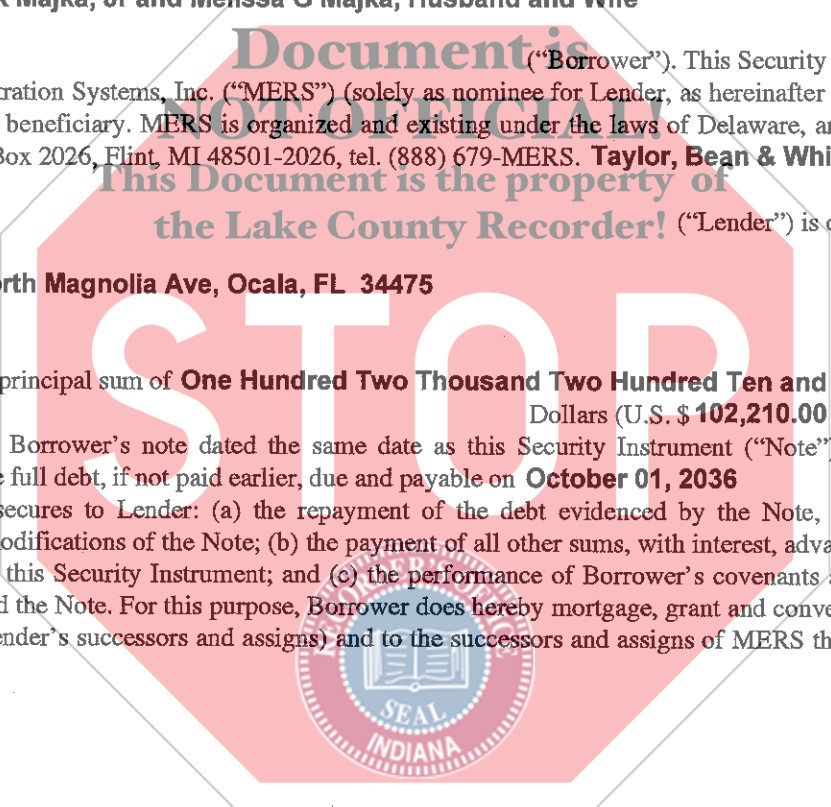 Majka, Jr and Melissa G Majka, Husband and Wife
Document is
("Borrower"). This Security
ration Systems, Inc. ("MERS") (solely as nominee for Lender, as hereinafter
NOT OFFICIAL!
beneficiary. MERS is organized and existing under the laws of Delaware, an
Box 2026, Flint, MI 48501-2026, tel. (888) 679-MERS. Taylor, Bean & Whi
This Document is the property of
the Lake County Recorder!
("Lender") is
rth Magnolia Ave, Ocala, FL 34475
STOP
principal sum of One Hundred Two Thousand Two Hundred Ten and
Dollars (U.S. $102,210.00
Borrower's note dated the same date as this Security Instrument ("Note")
full debt, if not paid earlier, due and payable on October 01, 2036
secures to Lender: (a) the repayment of the debt evidenced by the Note,
odifications of the Note; (b) the payment of all other sums, with interest, adva
this Security Instrument; and (c) the performance of Borrower's covenants
d the Note. For this purpose, Borrower does hereby mortgage, grant and conve
ender's successors and assigns) and to the successors and assigns of MERS th
RECORDER'S OFFICE
SEAL
INDIANA